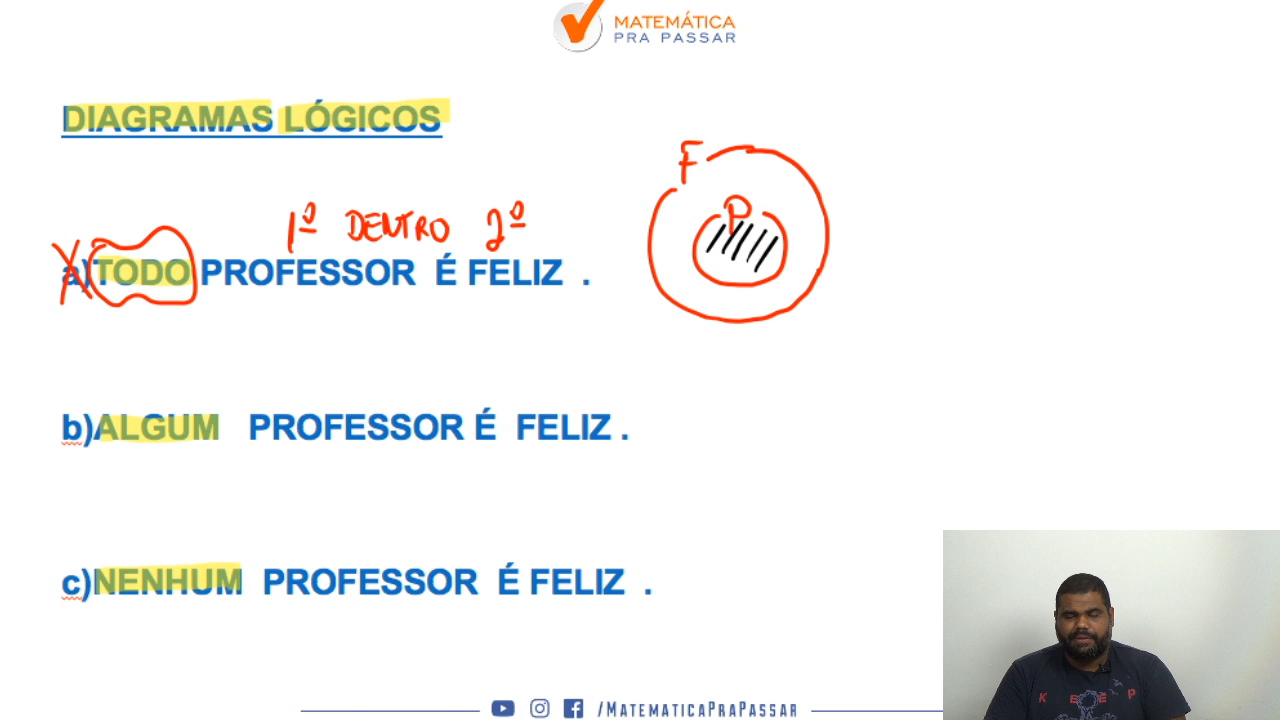 MATEMÁTICA
PRA PASSAR
DIAGRAMAS LÓGICOS
F
P
1º DENTRO 2º
a)TODO PROFESSOR É FELIZ .
b)ALGUM PROFESSOR É FELIZ .
c)NENHUM PROFESSOR É FELIZ .
K E E P
/MATEMATICAPRAPASSAR